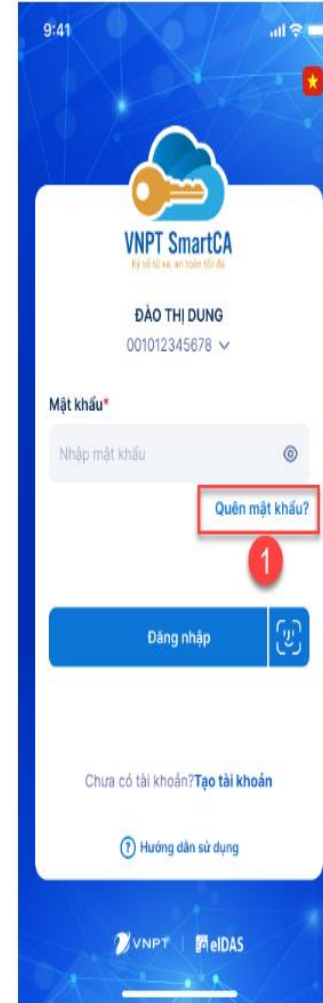 9:41
VNPT SmartCA
Ký số từ xa, an toàn tối đa
ĐÀO THỊ DUNG
001012345678
Mật khẩu*
Nhập mật khẩu
Quên mật khẩu?
1
Đăng nhập
Chưa có tài khoản?Tạo tài khoản
? Hướng dẫn sử dụng
VNPT | eIDAS